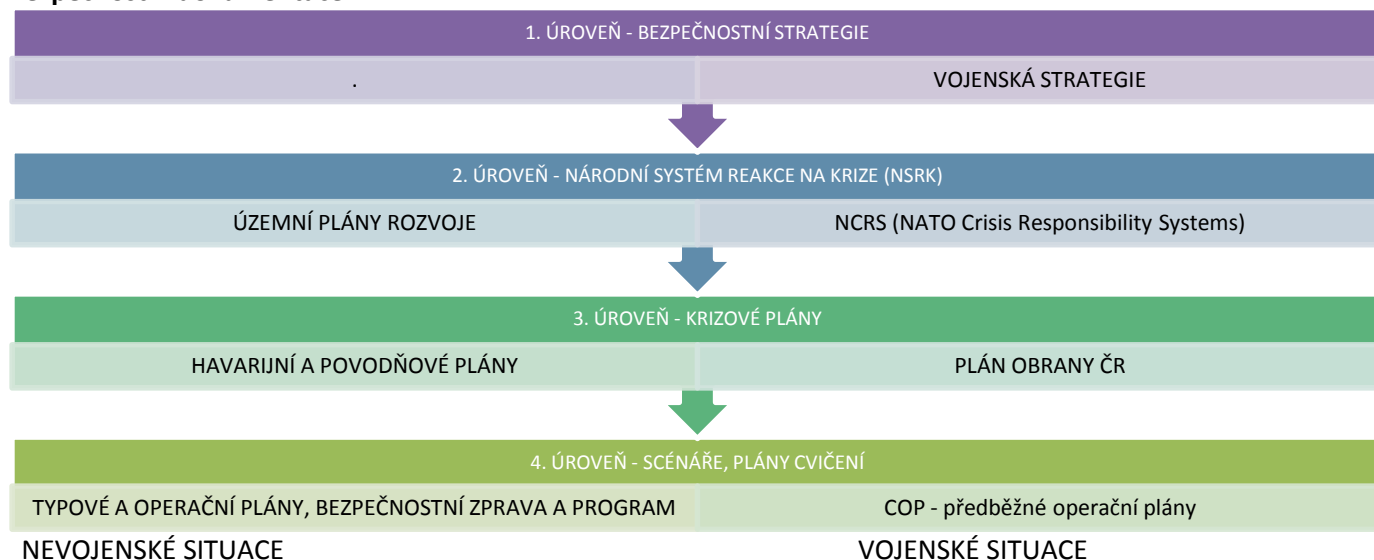 1. ÚROVEŇ - BEZPEČNOSTNÍ STRATEGIE
. VOJENSKÁ STRATEGIE
2. ÚROVEŇ - NÁRODNÍ SYSTÉM REAKCE NA KRIZE (NSRK)
ÚZEMNÍ PLÁNY ROZVOJE NCRS (NATO Crisis Responsibility Systems)
3. ÚROVEŇ - KRIZOVÉ PLÁNY
HAVARIJNÍ A POVODŇOVÉ PLÁNY PLÁN OBRANY ČR
4. ÚROVEŇ - SCÉNÁŘE, PLÁNY CVIČENÍ
TYPOVÉ A OPERAČNÍ PLÁNY, BEZPEČNOSTNÍ ZPRAVA A PROGRAM COP - předběžné operační plány
NEVOJENSKÉ SITUACE VOJENSKÉ SITUACE